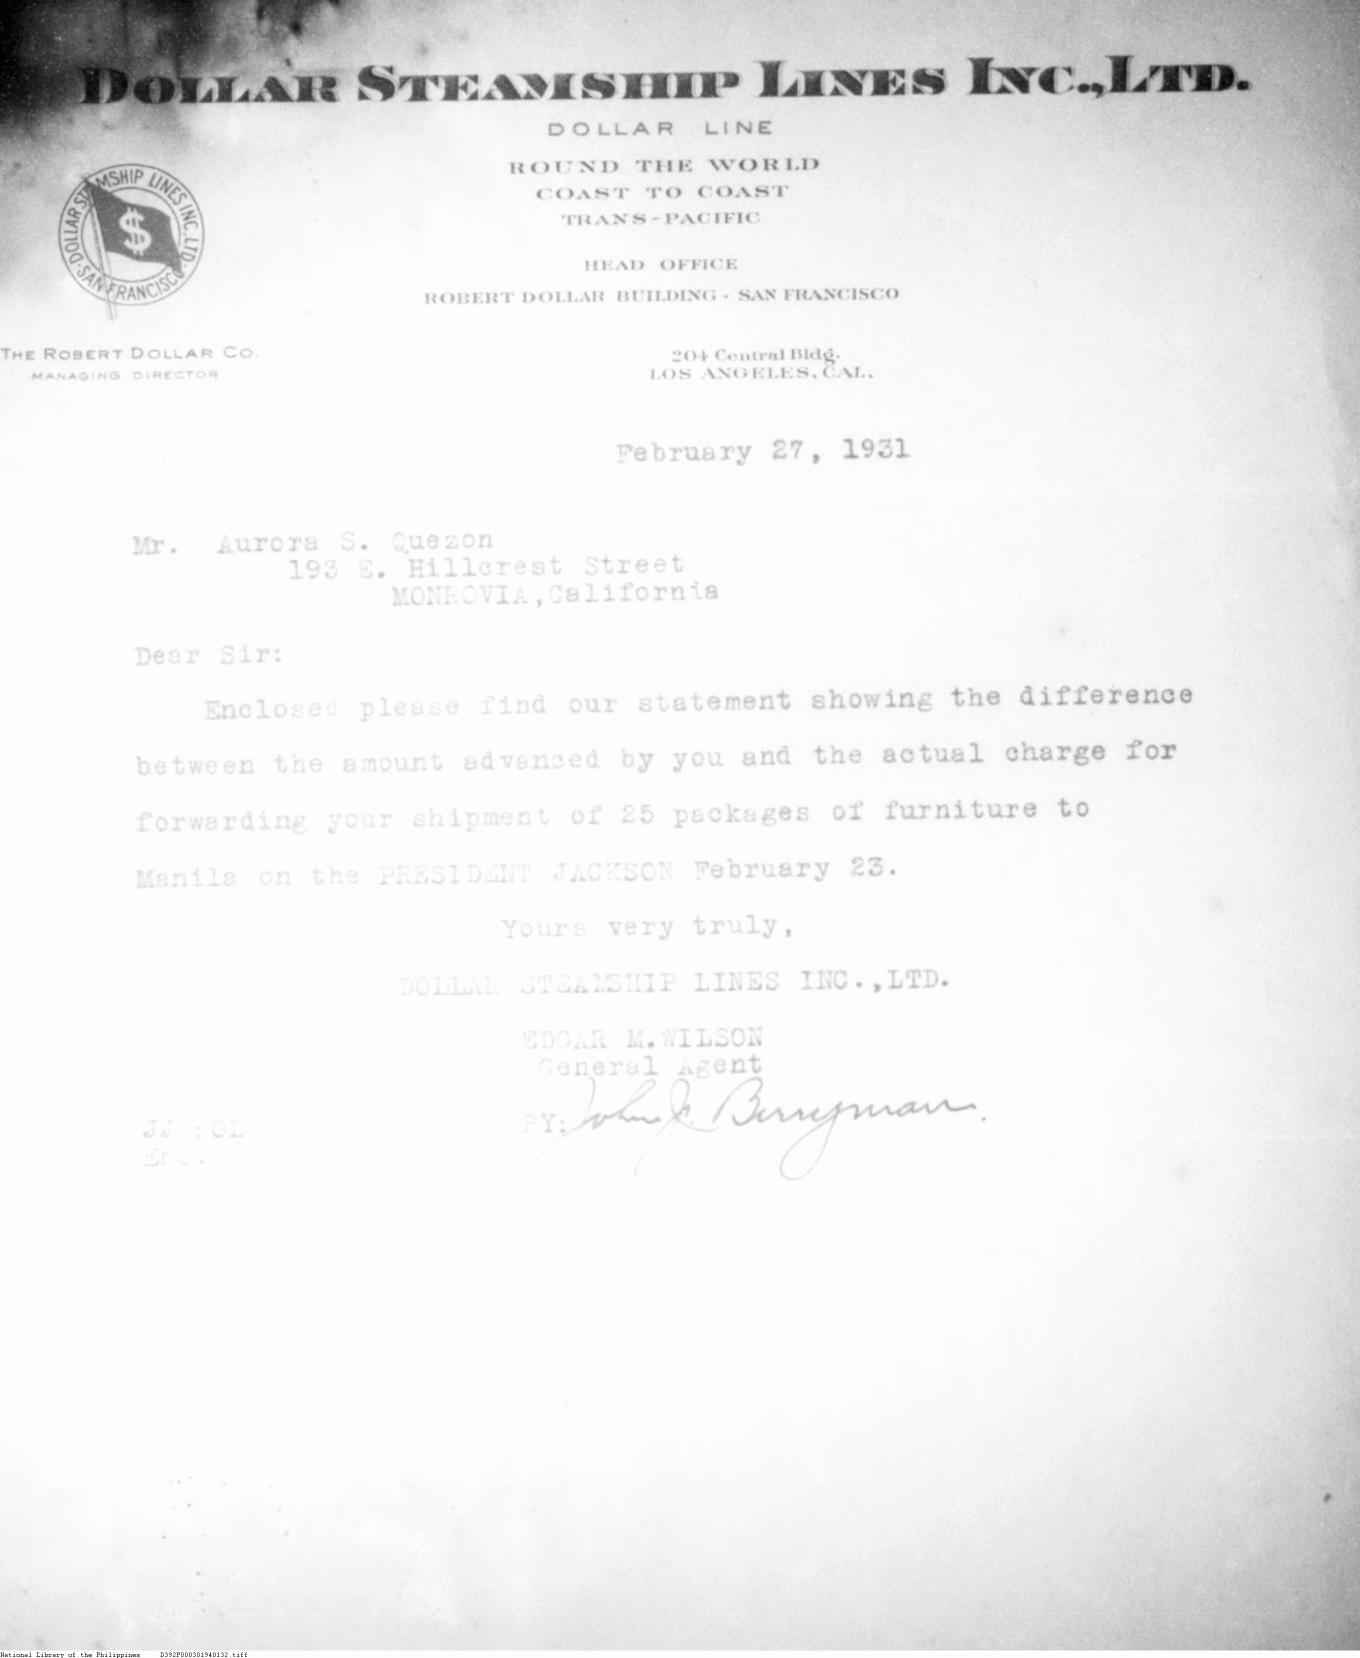 DOLLAR STEAMSHIP LINES INC., LTD.
DOLLAR LINE
ROUND THE WORLD
COAST TO COAST
TRANS-PACIFIC
HEAD OFFICE
ROBERT DOLLAR BUILDING - SAN FRANCISCO
DOLLAR STEAMSHIP LINES INC, LTD.
$
SAN FRANCISCO
THE ROBERT DOLLAR CO.
MANAGING DIRECTOR
204 Central Bldg.
LOS ANGELES, CAL.
February 27, 1931
Mr. Aurora S. Quezon
193 E. Hillcrest Street
MONROVIA,California
Dear Sir:
Enclosed please find our statement showing the difference
between the amount advanced by you and the actual charge for
forwarding your shipment of 25 packages of furniture to
Manila on the PRESIDENT JACKSON February 23.
Yours very truly,
DOLLAR STEAMSHIP LINES INC.,LTD.
EDGAR M.WILSON
General Agent
BY: John J. Berryman.
Enc.
National Library of the Philippines D392P000301940132.tiff